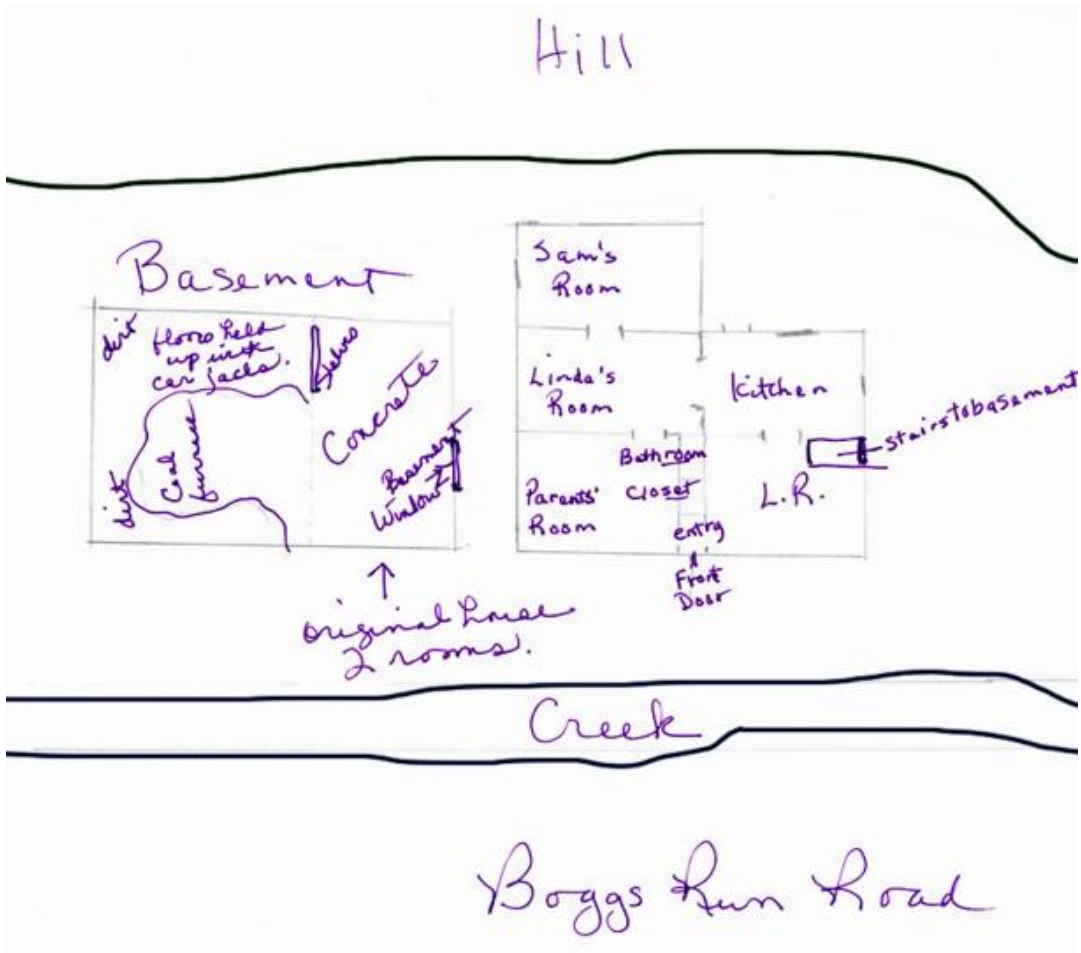 Hill
Basement
dirt
floors held
up with
car jacks.
Shelves
Concrete
dirt
Coal
furnace
Basement
Window
original house
2 rooms.
Sam's
Room
Linda's
Room
Kitchen
stairs to basement
Bathroom
Parents'
Room
Closet
L.R.
entry
Front
Door
Creek
Boggs Run Road